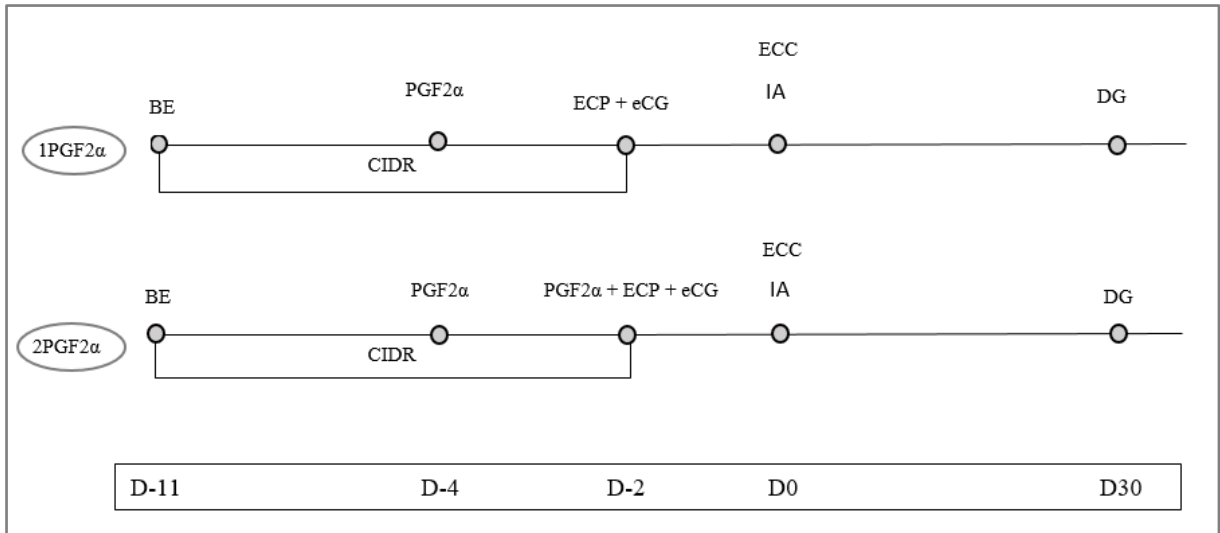 ECC
PGF2α
IA
BE
ECP + eCG
DG
1PGF2α
CIDR
ECC
BE
PGF2α
PGF2α + ECP + eCG
IA
DG
2PGF2α
CIDR
D-11 D-4 D-2 D0 D30